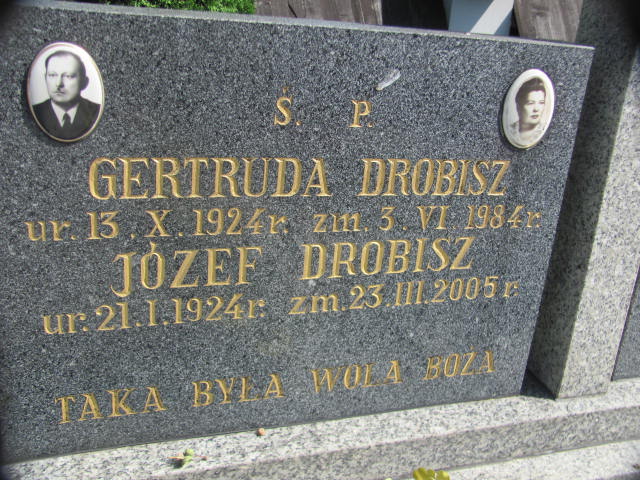 Ś. P.
GERTRUDA DROBISZ
ur. 13.X.1924r. zm. 3.VI.1984r.
JÓZEF DROBISZ
ur. 21.I.1924r. zm. 23.III.2005r.
TAKA BYŁA WOLA BOŻA